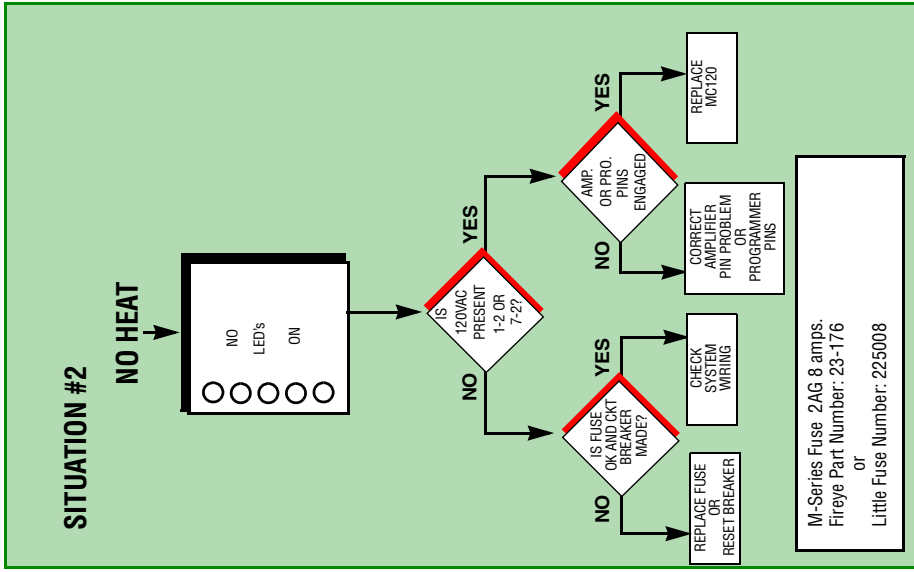 SITUATION #2
NO HEAT
NO
LED's
ON
IS
120VAC
PRESENT
1-2 OR
7-2?
NO
YES
IS FUSE
OK AND CKT
BREAKER
MADE?
NO
YES
REPLACE FUSE
OR
RESET BREAKER
CHECK
SYSTEM
WIRING
AMP.
OR PRO.
PINS
ENGAGED
NO
YES
CORRECT
AMPLIFIER
PIN PROBLEM
OR
PROGRAMMER
PINS
REPLACE
MC120
M-Series Fuse 2AG 8 amps.
Fireye Part Number: 23-176
or
Little Fuse Number: 225008